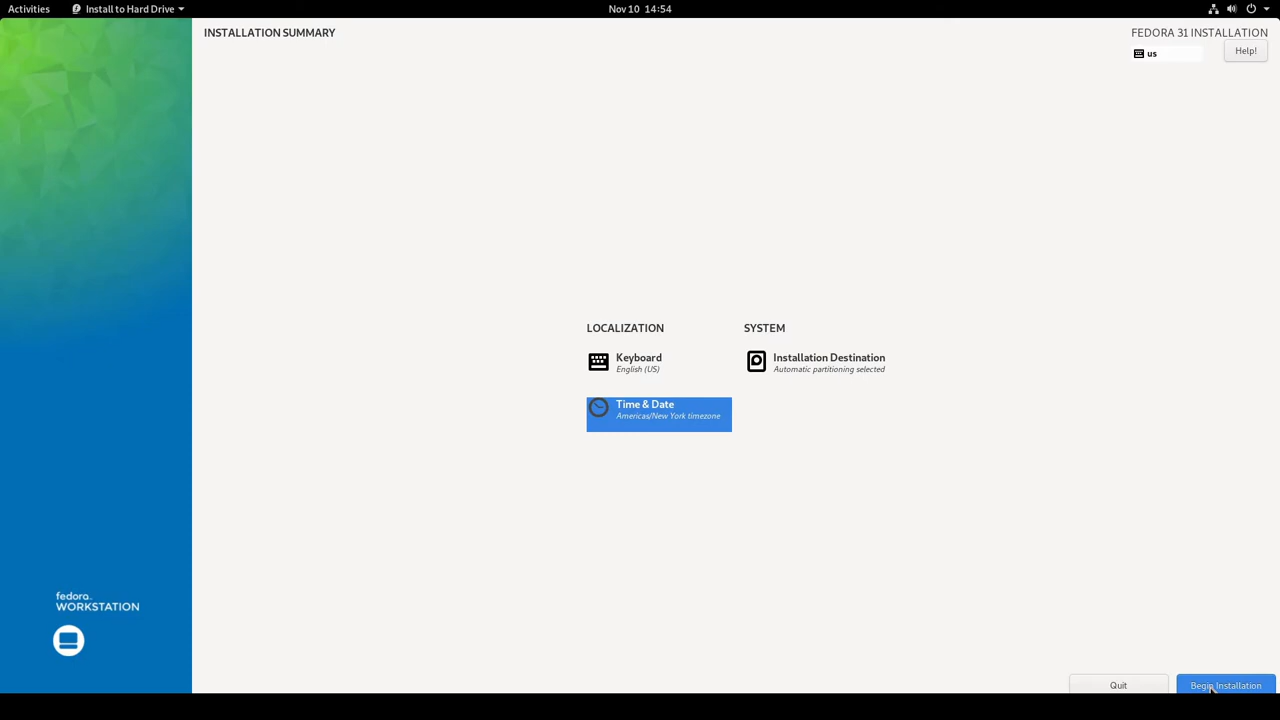 Activities
Install to Hard Drive
Nov 10 14:54
INSTALLATION SUMMARY
FEDORA 31 INSTALLATION
us
Help!
LOCALIZATION
SYSTEM
Keyboard
English (US)
Installation Destination
Automatic partitioning selected
Time & Date
Americas/New York timezone
fedora.
WORKSTATION
Quit
Begin Installation